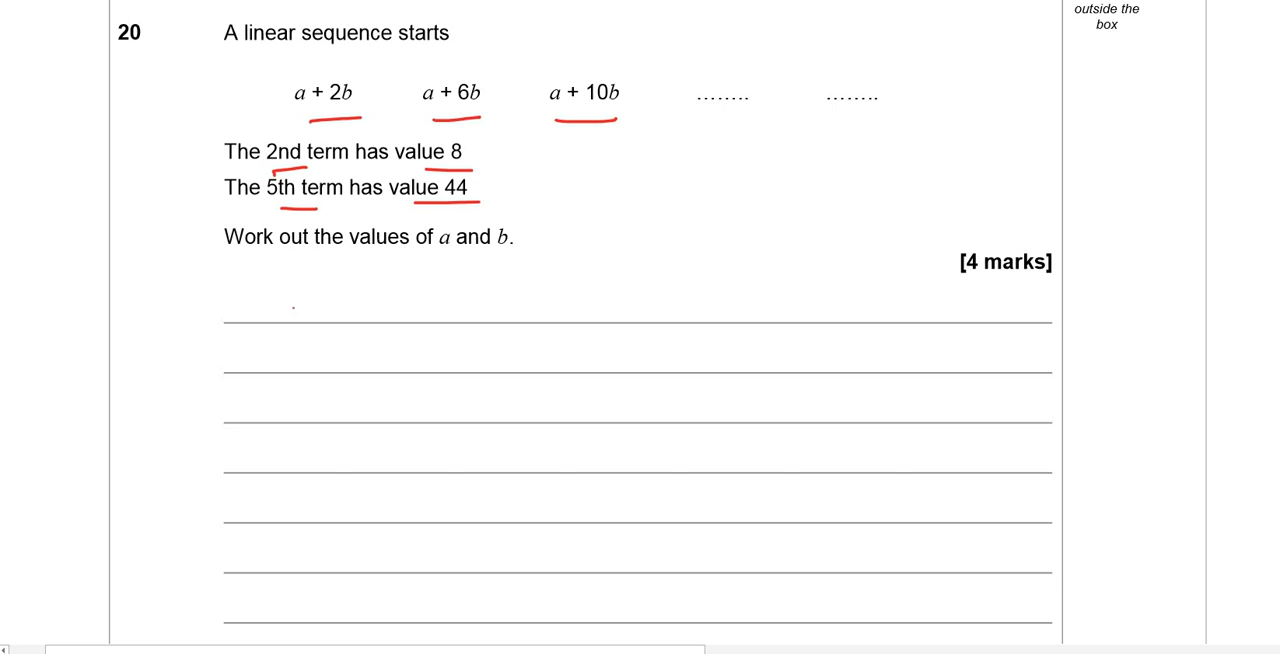 outside the
box
20 A linear sequence starts
a + 2b a + 6b a + 10b ........ ........
The 2nd term has value 8
The 5th term has value 44
Work out the values of a and b.
[4 marks]